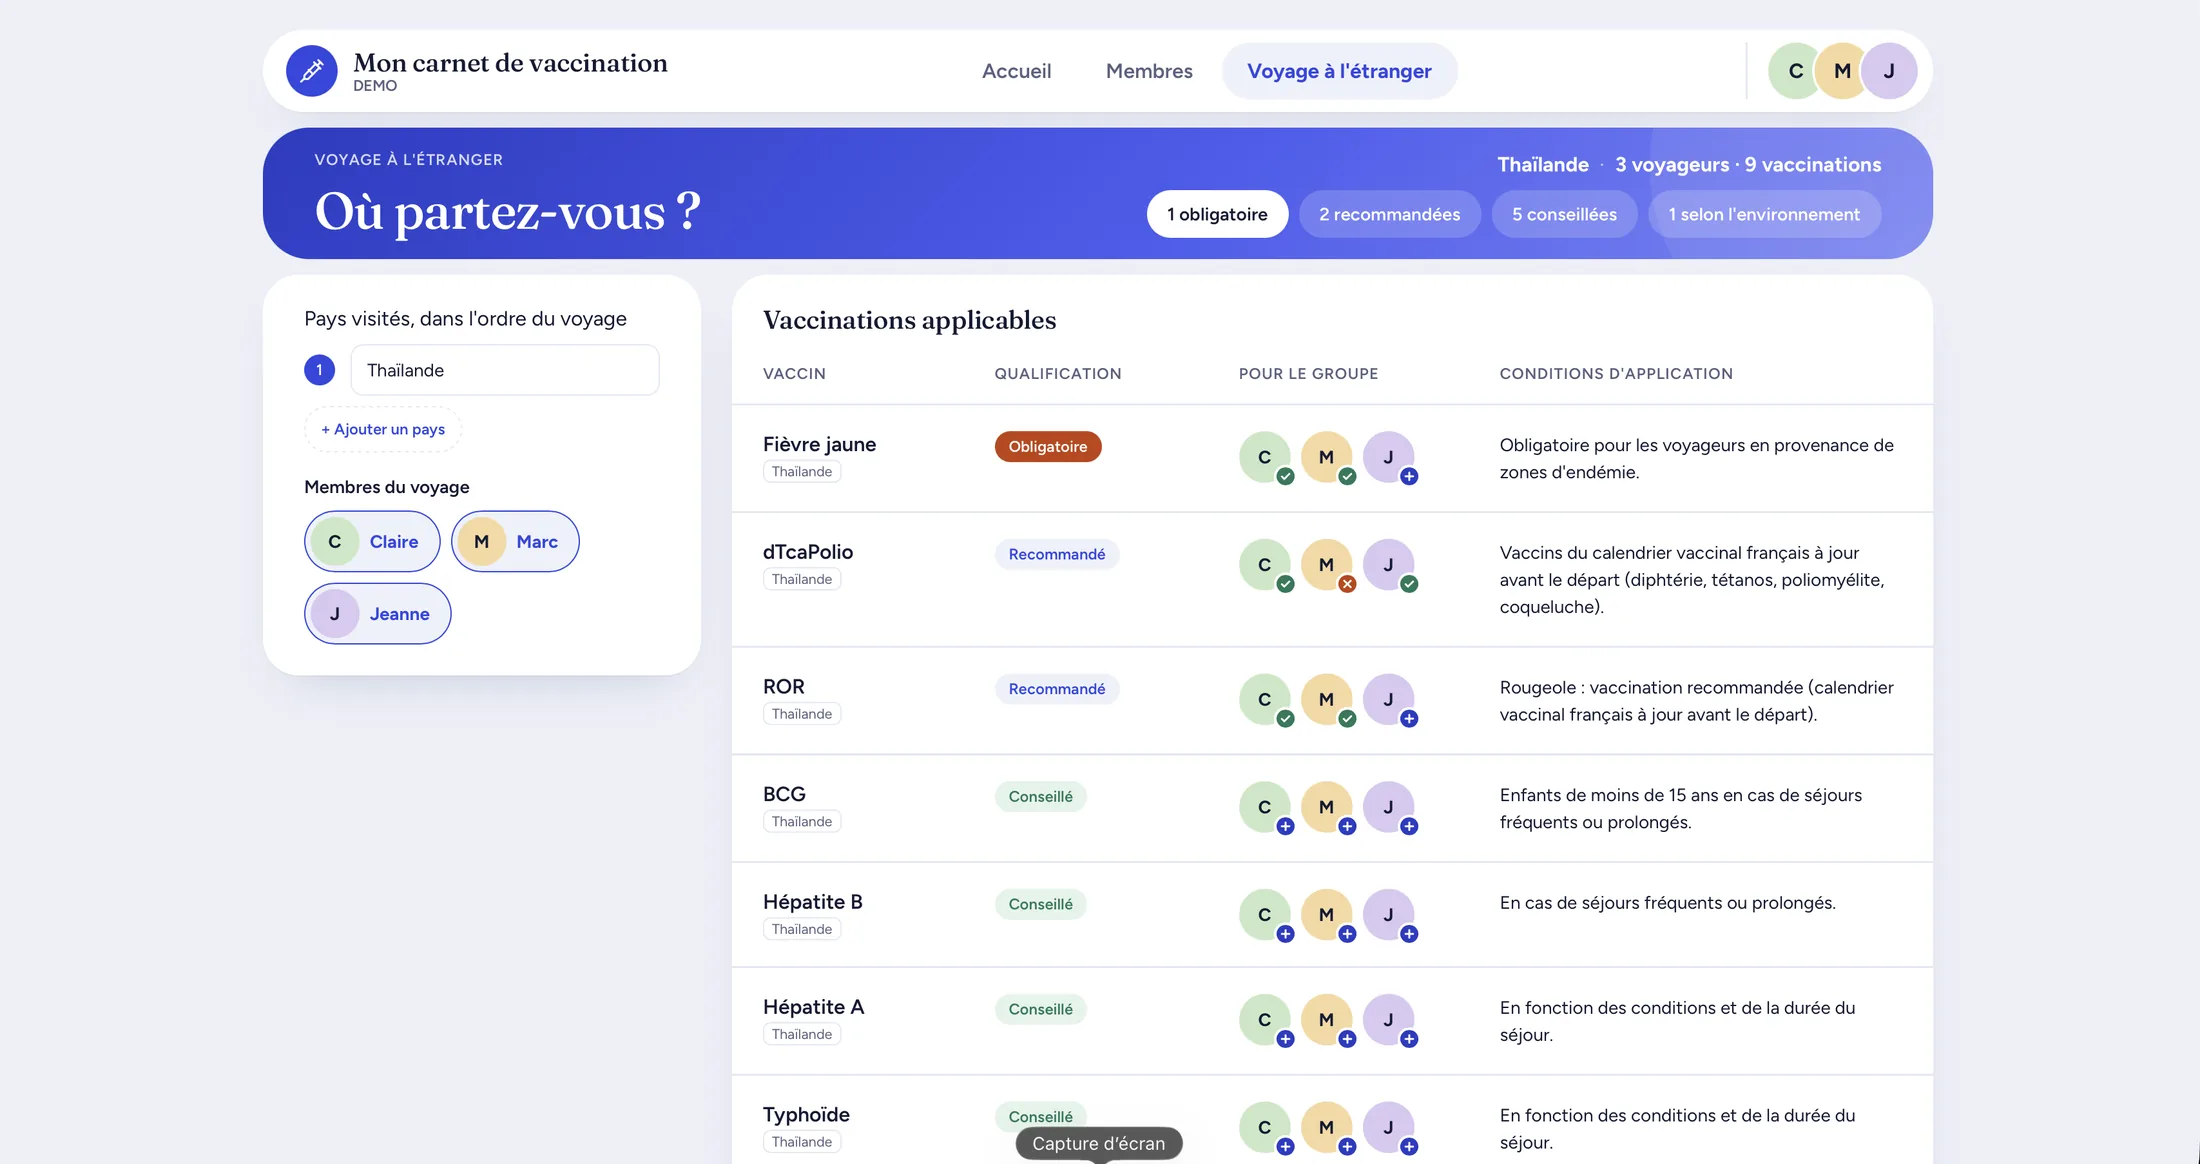 Mon carnet de vaccination
DEMO
Accueil
Membres
Voyage à l'étranger
C
M
J
VOYAGE À L'ÉTRANGER
Où partez-vous ?
Thaïlande · 3 voyageurs · 9 vaccinations
1 obligatoire
2 recommandées
5 conseillées
1 selon l'environnement
Pays visités, dans l'ordre du voyage
1
Thaïlande
+ Ajouter un pays
Membres du voyage
C Claire
M Marc
J Jeanne
Vaccinations applicables
VACCIN
QUALIFICATION
POUR LE GROUPE
CONDITIONS D'APPLICATION
Fièvre jaune
Thaïlande
Obligatoire
C
M
J
Obligatoire pour les voyageurs en provenance de
zones d'endémie.
dTcaPolio
Thaïlande
Recommandé
C
M
J
Vaccins du calendrier vaccinal français à jour
avant le départ (diphtérie, tétanos, poliomyélite,
coqueluche).
ROR
Thaïlande
Recommandé
C
M
J
Rougeole : vaccination recommandée (calendrier
vaccinal français à jour avant le départ).
BCG
Thaïlande
Conseillé
C
M
J
Enfants de moins de 15 ans en cas de séjours
fréquents ou prolongés.
Hépatite B
Thaïlande
Conseillé
C
M
J
En cas de séjours fréquents ou prolongés.
Hépatite A
Thaïlande
Conseillé
C
M
J
En fonction des conditions et de la durée du
séjour.
Typhoïde
Thaïlande
Conseillé
C
M
J
En fonction des conditions et de la durée du
séjour.
Capture d'écran